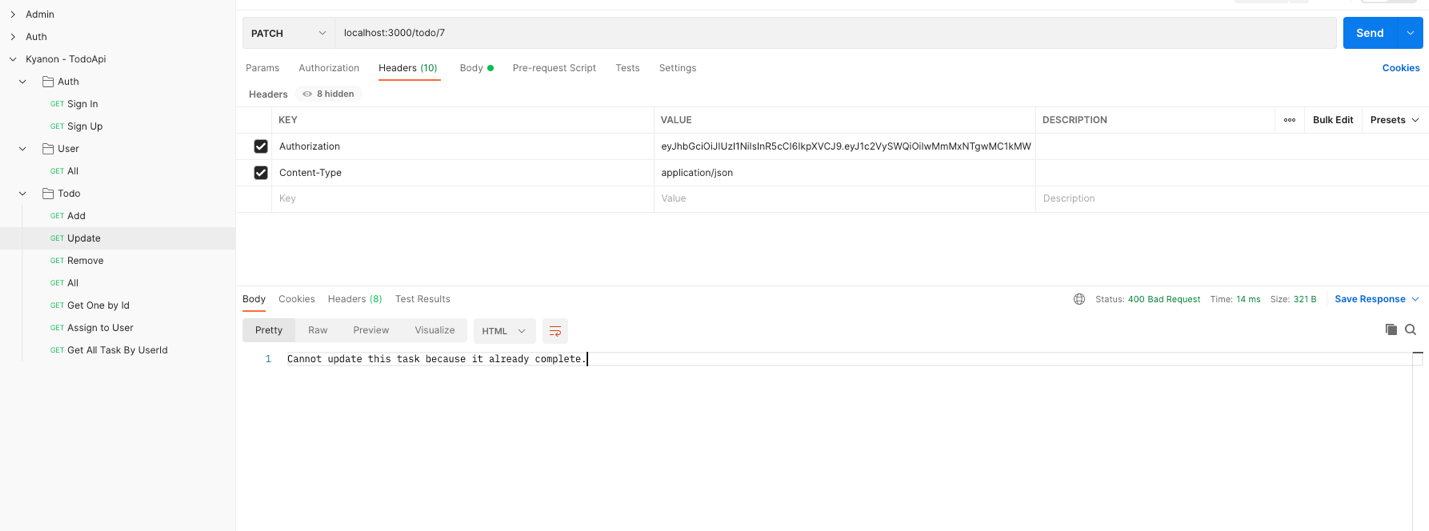 Admin
Auth
Kyanon - TodoApi
Auth
GET Sign In
GET Sign Up
User
GET All
Todo
GET Add
GET Update
GET Remove
GET All
GET Get One by Id
GET Assign to User
GET Get All Task By UserId
PATCH localhost:3000/todo/7 Send
Params Authorization Headers (10) Body Pre-request Script Tests Settings Cookies
Headers 8 hidden
KEY VALUE DESCRIPTION Bulk Edit Presets
Authorization eyJhbGciOiJIUzI1NiIsInR5cCI6IkpXVCJ9.eyJ1c2VySWQiOiIwMmMxNTgwMC1kMW
Content-Type application/json
Key Value Description
Body Cookies Headers (8) Test Results Status: 400 Bad Request Time: 14 ms Size: 321 B Save Response
Pretty Raw Preview Visualize HTML
1 Cannot update this task because it already complete.